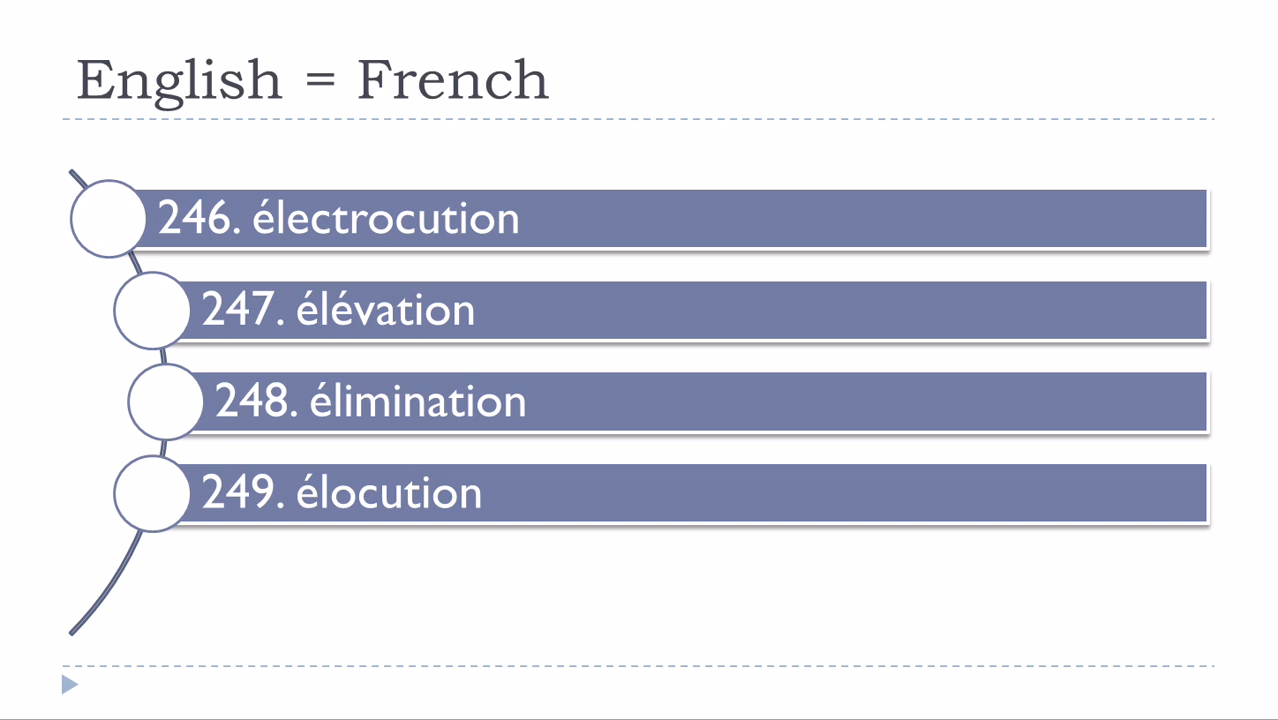 English = French
246. électrocution
247. élévation
248. élimination
249. élocution